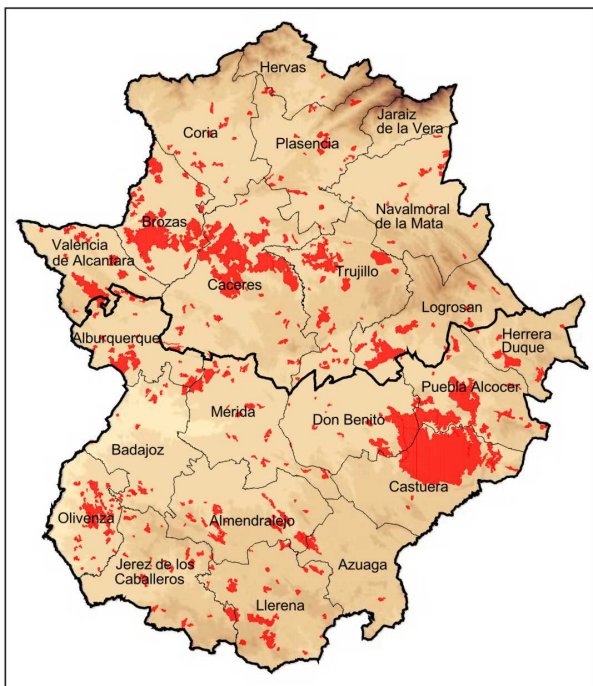 Hervas
Jaraiz
de la Vera
Coria
Plasencia
Navalmoral
de la Mata
Brozas
Valencia
de Alcantara
Trujillo
Caceres
Logrosan
Alburquerque
Herrera
Duque
Puebla Alcocer
Mérida
Don Benito
Badajoz
Castuera
Olivenza
Almendralejo
Jerez de los
Caballeros
Azuaga
Llerena